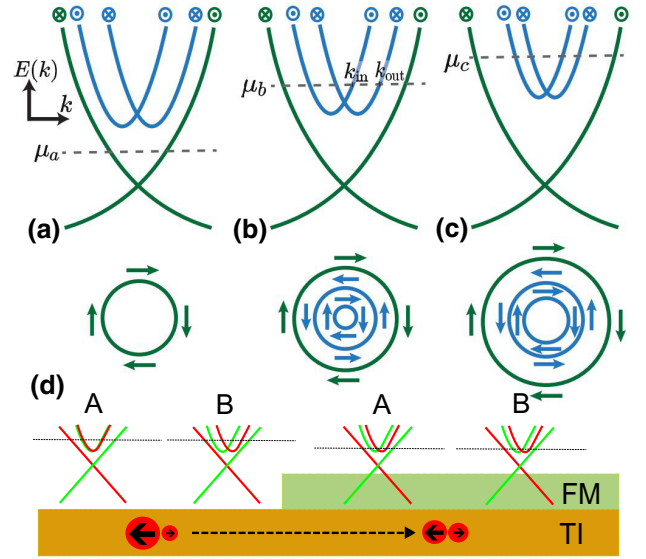 E(k)
k
μa
(a)
kin kout
μb
(b)
μc
(c)
(d)
A B A B
FM
TI